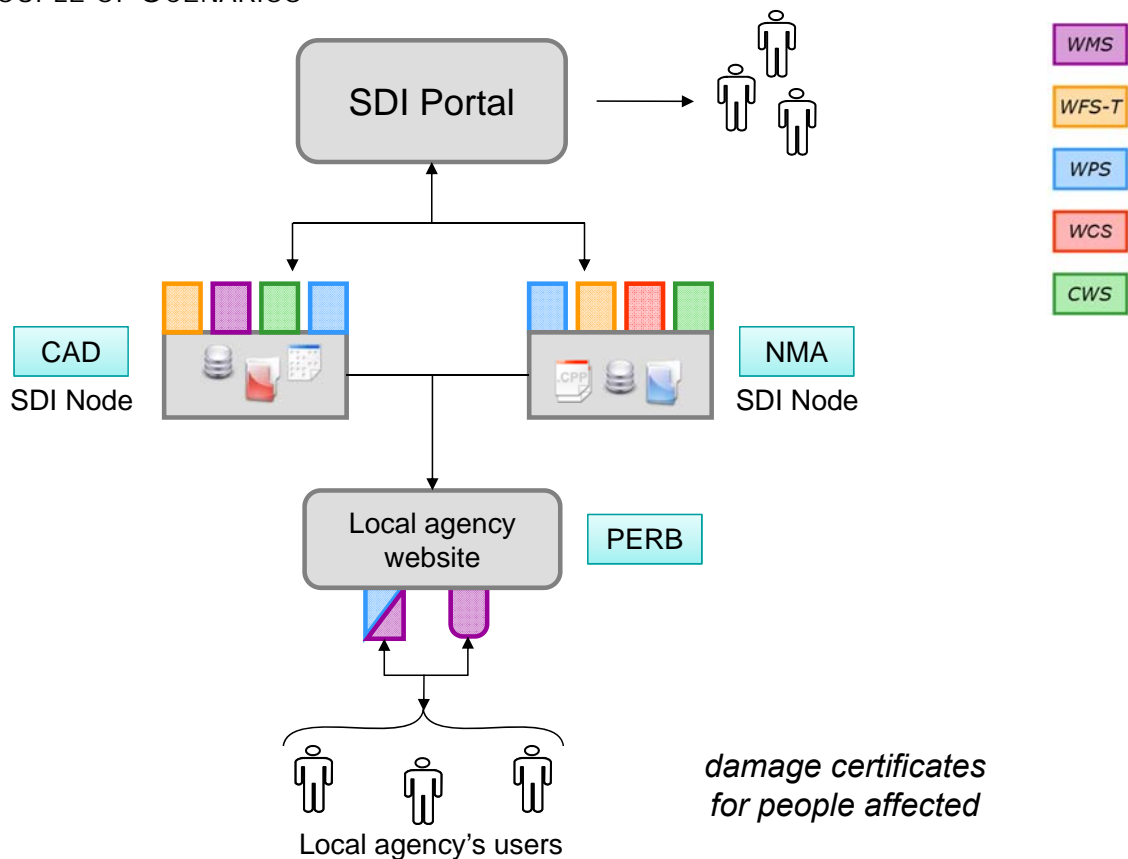 SDI Portal
WMS
WFS-T
WPS
WCS
CWS
CAD
SDI Node
.CPP
NMA
SDI Node
Local agency
website
PERB
damage certificates
for people affected
Local agency's users